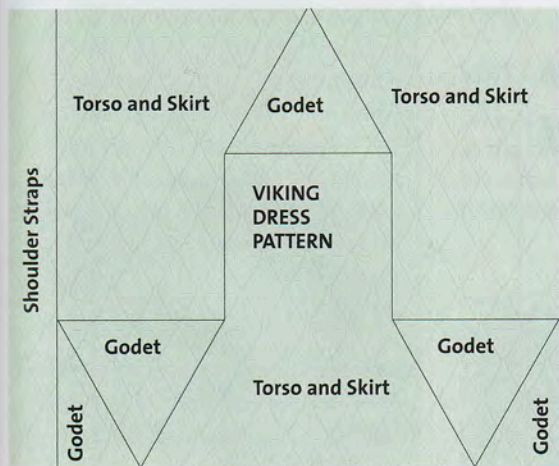 Torso and Skirt
Godet
Torso and Skirt
Shoulder Straps
VIKING
DRESS
PATTERN
Godet
Godet
Torso and Skirt
Godet
Godet